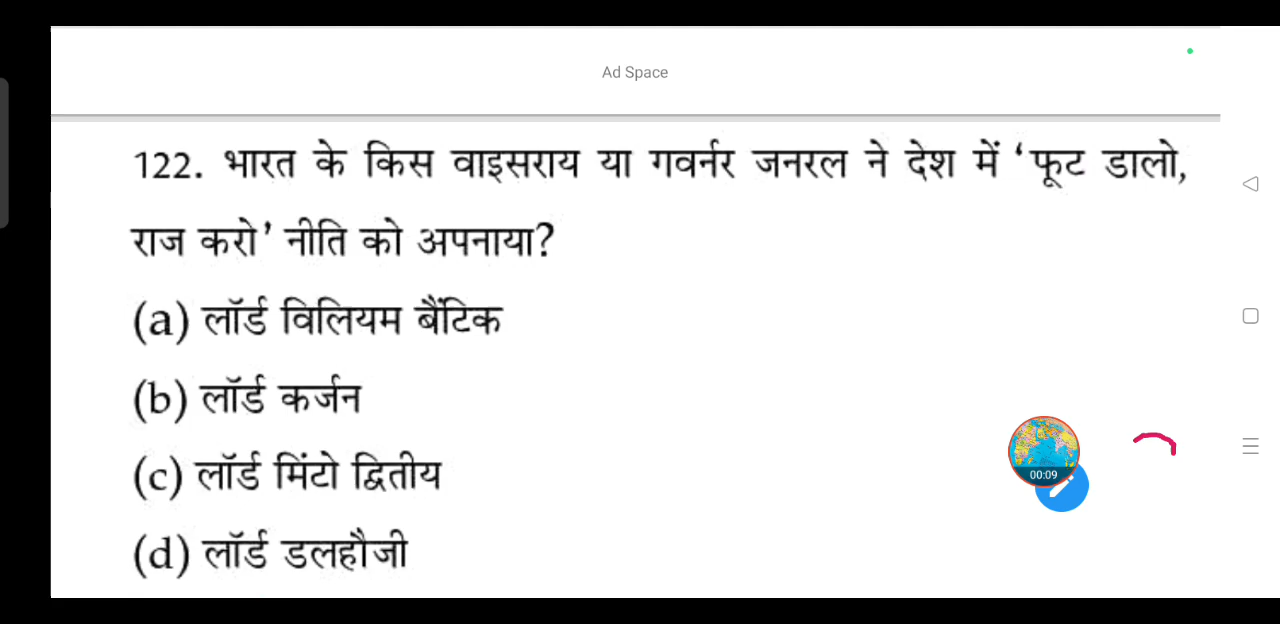 Ad Space
122. भारत के किस वाइसराय या गवर्नर जनरल ने देश में ‘फूट डालो,
राज करो’ नीति को अपनाया?
(a) लॉर्ड विलियम बैंटिक
(b) लॉर्ड कर्जन
(c) लॉर्ड मिंटो द्वितीय
(d) लॉर्ड डलहौजी
00:09